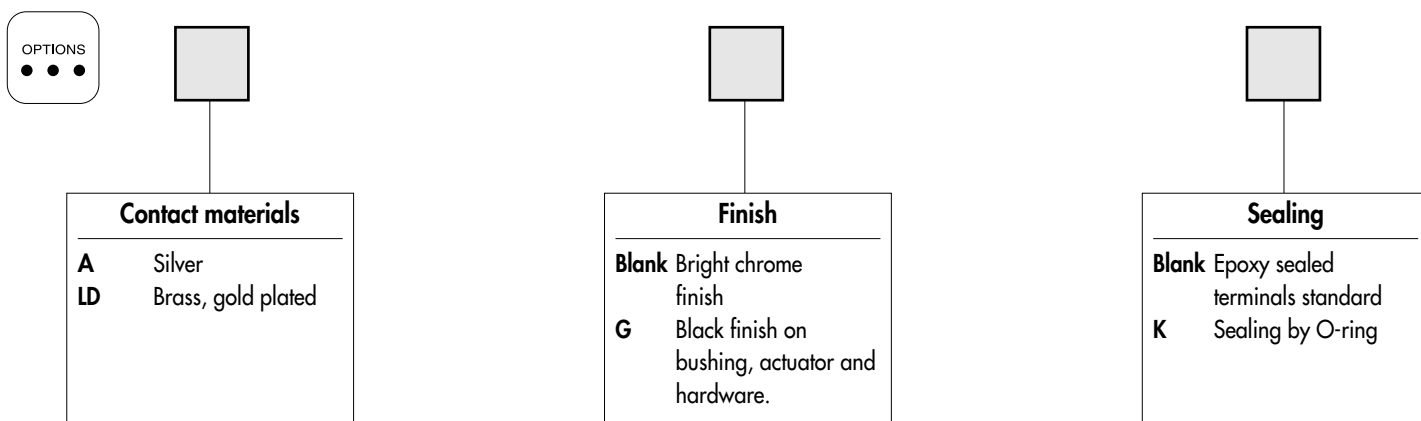 OPTIONS
Contact materials
A Silver
LD Brass, gold plated
Finish
Blank Bright chrome
finish
G Black finish on
bushing, actuator and
hardware.
Sealing
Blank Epoxy sealed
terminals standard
K Sealing by O-ring